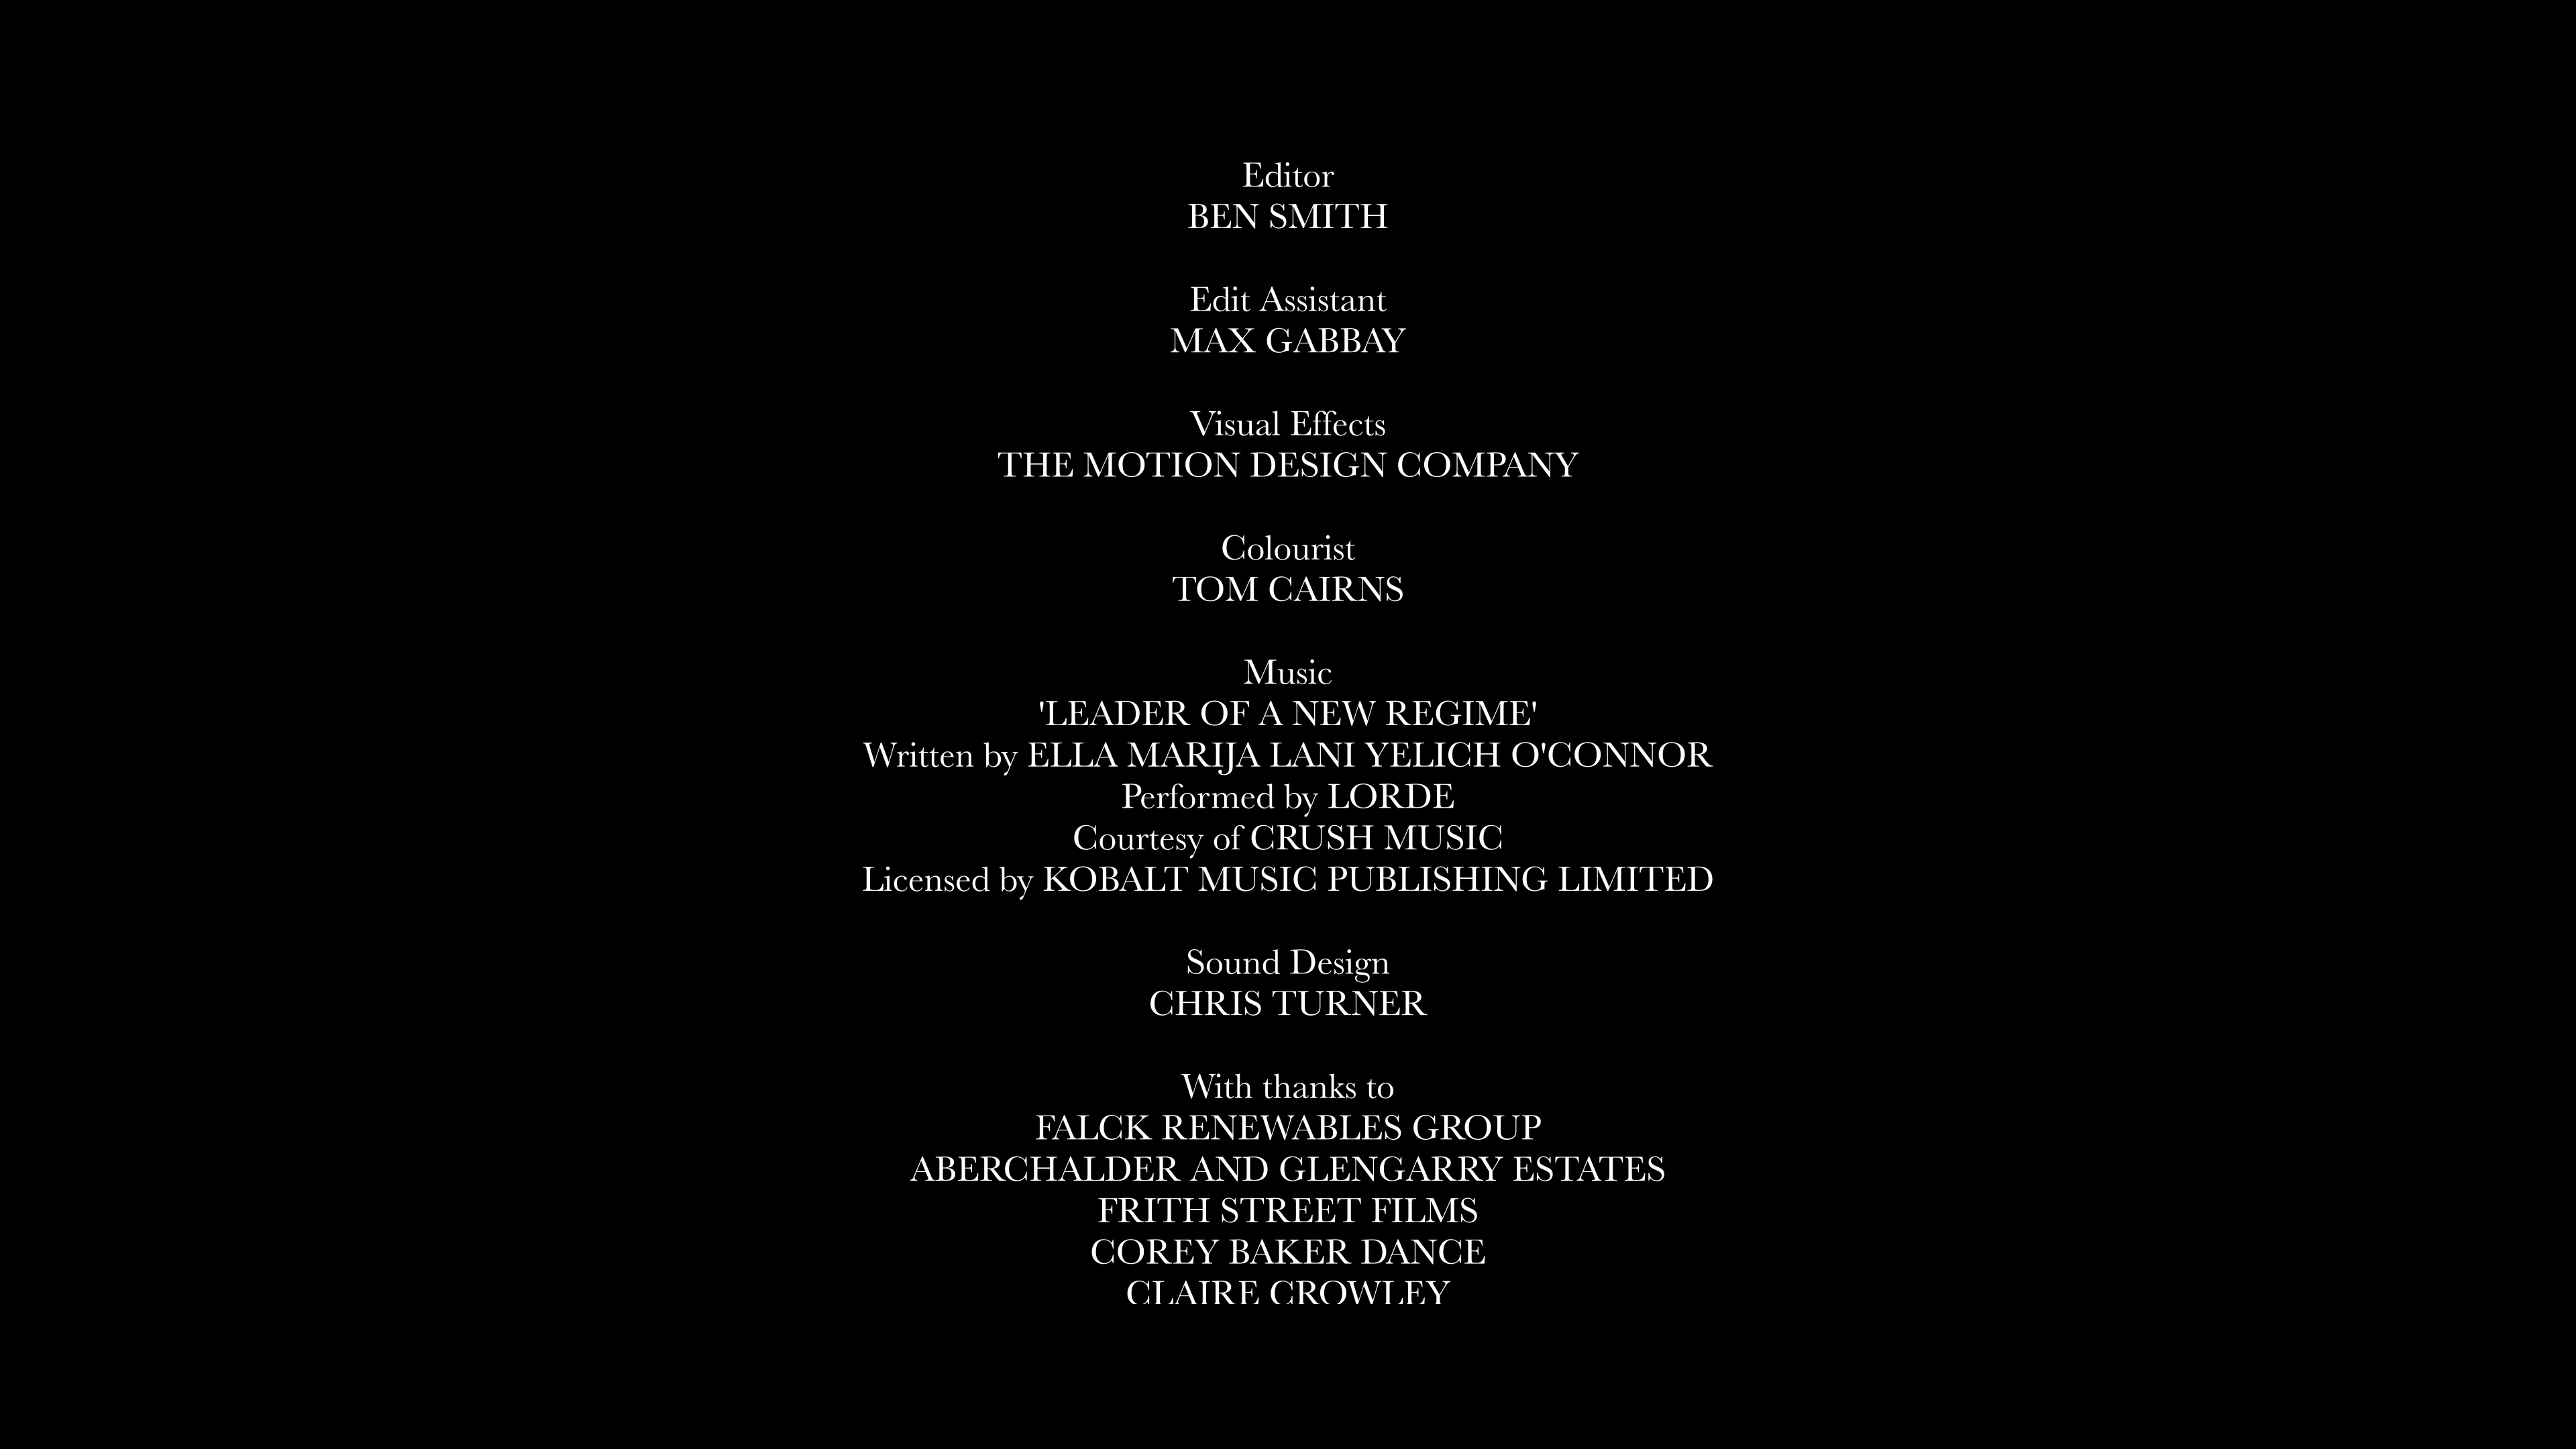 Editor
BEN SMITH
Edit Assistant
MAX GABBAY
Visual Effects
THE MOTION DESIGN COMPANY
Colourist
TOM CAIRNS
Music
'LEADER OF A NEW REGIME'
Written by ELLA MARIJA LANI YELICH O'CONNOR
Performed by LORDE
Courtesy of CRUSH MUSIC
Licensed by KOBALT MUSIC PUBLISHING LIMITED
Sound Design
CHRIS TURNER
With thanks to
FALCK RENEWABLES GROUP
ABERCHALDER AND GLENGARRY ESTATES
FRITH STREET FILMS
COREY BAKER DANCE
CLAIRE CROWLEY